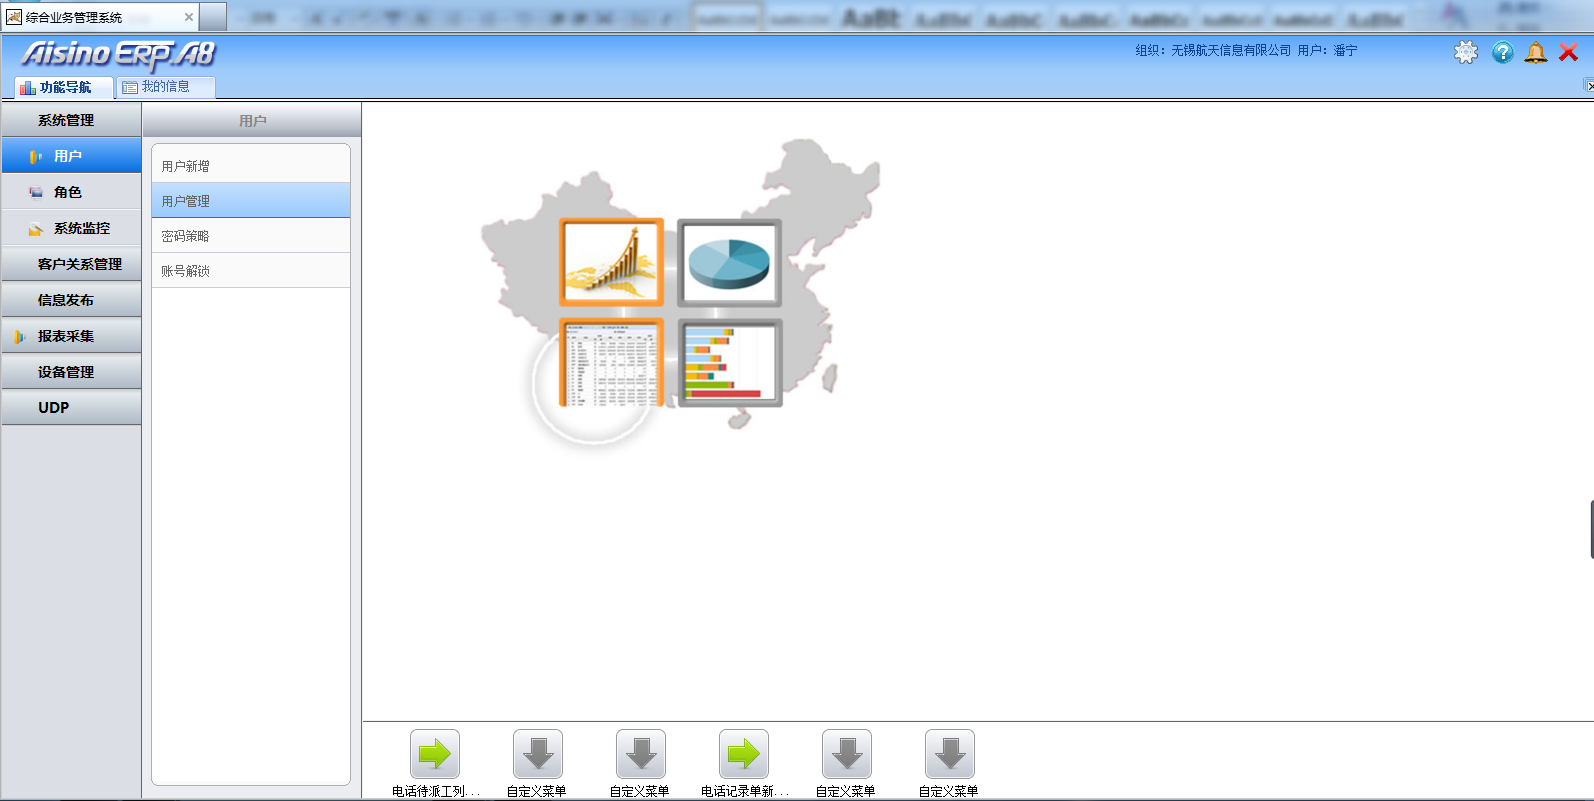 综合业务管理系统
Aisino ERP.A8
组织：无锡航天信息有限公司 用户：潘宁
功能导航
我的信息
系统管理
用户
角色
系统监控
客户关系管理
信息发布
报表采集
设备管理
UDP
用户
用户新增
用户管理
密码策略
账号解锁
电话待派工列...
自定义菜单
自定义菜单
电话记录单新...
自定义菜单
自定义菜单